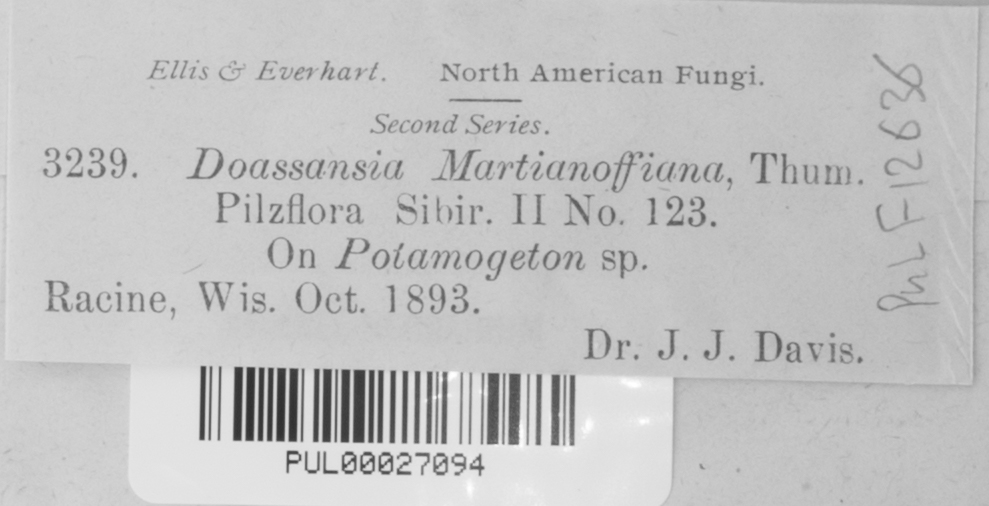 Ellis & Everhart. North American Fungi.
Second Series.
3239. Doassansia Martianoffiana, Thum.
Pilzflora Sibir. II No. 123.
On Potamogeton sp.
Racine, Wis. Oct. 1893.
Dr. J. J. Davis.
PUL F12636
PUL00027094